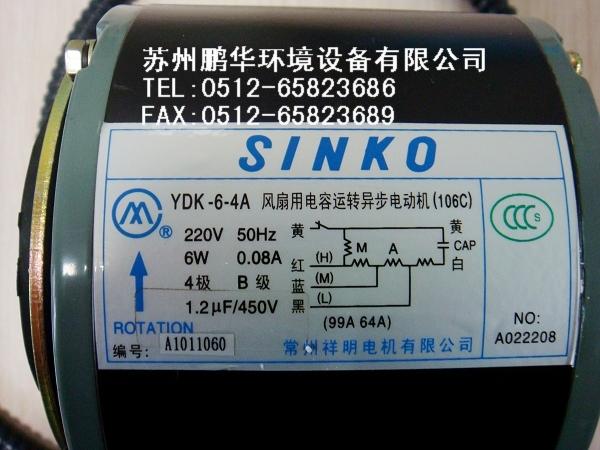 苏州鹏华环境设备有限公司
TEL:0512-65823686
FAX:0512-65823689
SINKO
YDK-6-4A 风扇用电容运转异步电动机(106C)
®
220V 50Hz
6W 0.08A
4极 B级
1.2μF/450V
黄 黄
M A CAP
红 (H) 白
蓝 (M)
黑 (L)
(99A 64A)
CCC S
ROTATION
编号: A1011060
常州祥明电机有限公司
NO:
A022208